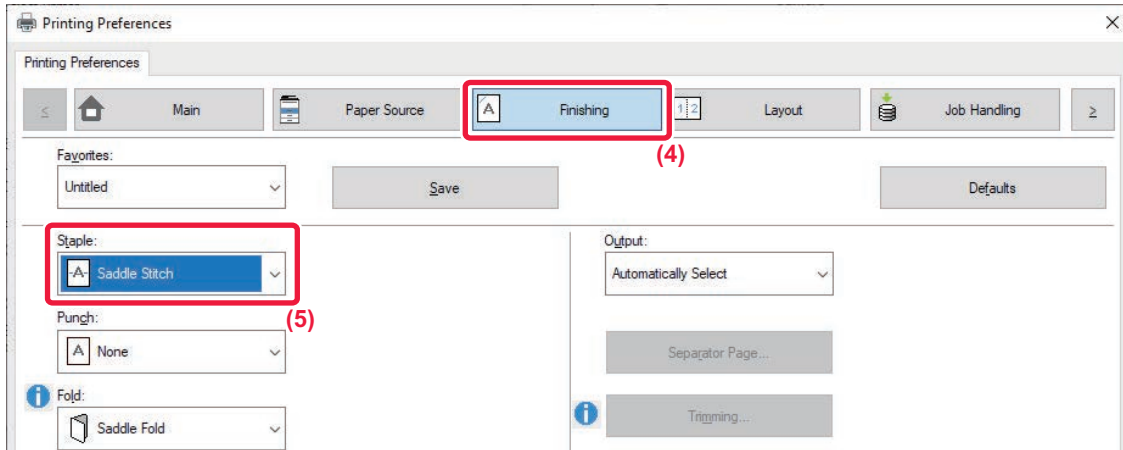 Printing Preferences
Printing Preferences
Main
Paper Source
Finishing
Layout
Job Handling
(4)
Favorites:
Untitled
Save
Defaults
Staple:
Saddle Stitch
(5)
Output:
Automatically Select
Punch:
None
Separator Page...
Fold:
Saddle Fold
Trimming...